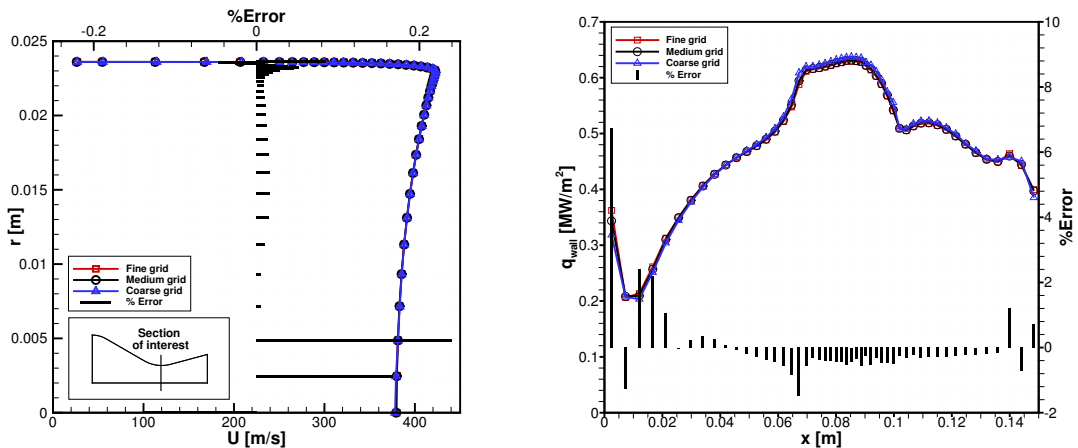 %Error
-0.2 0 0.2
0.025
0.02
0.015
0.01
0.005
0
r [m]
Fine grid
Medium grid
Coarse grid
% Error
Section
of interest
0 100 200 300 400
U [m/s]
0.7
0.6
0.5
0.4
0.3
0.2
0.1
0
q_wall [MW/m²]
Fine grid
Medium grid
Coarse grid
% Error
10
8
6
4
2
0
-2
%Error
0 0.02 0.04 0.06 0.08 0.1 0.12 0.14
x [m]